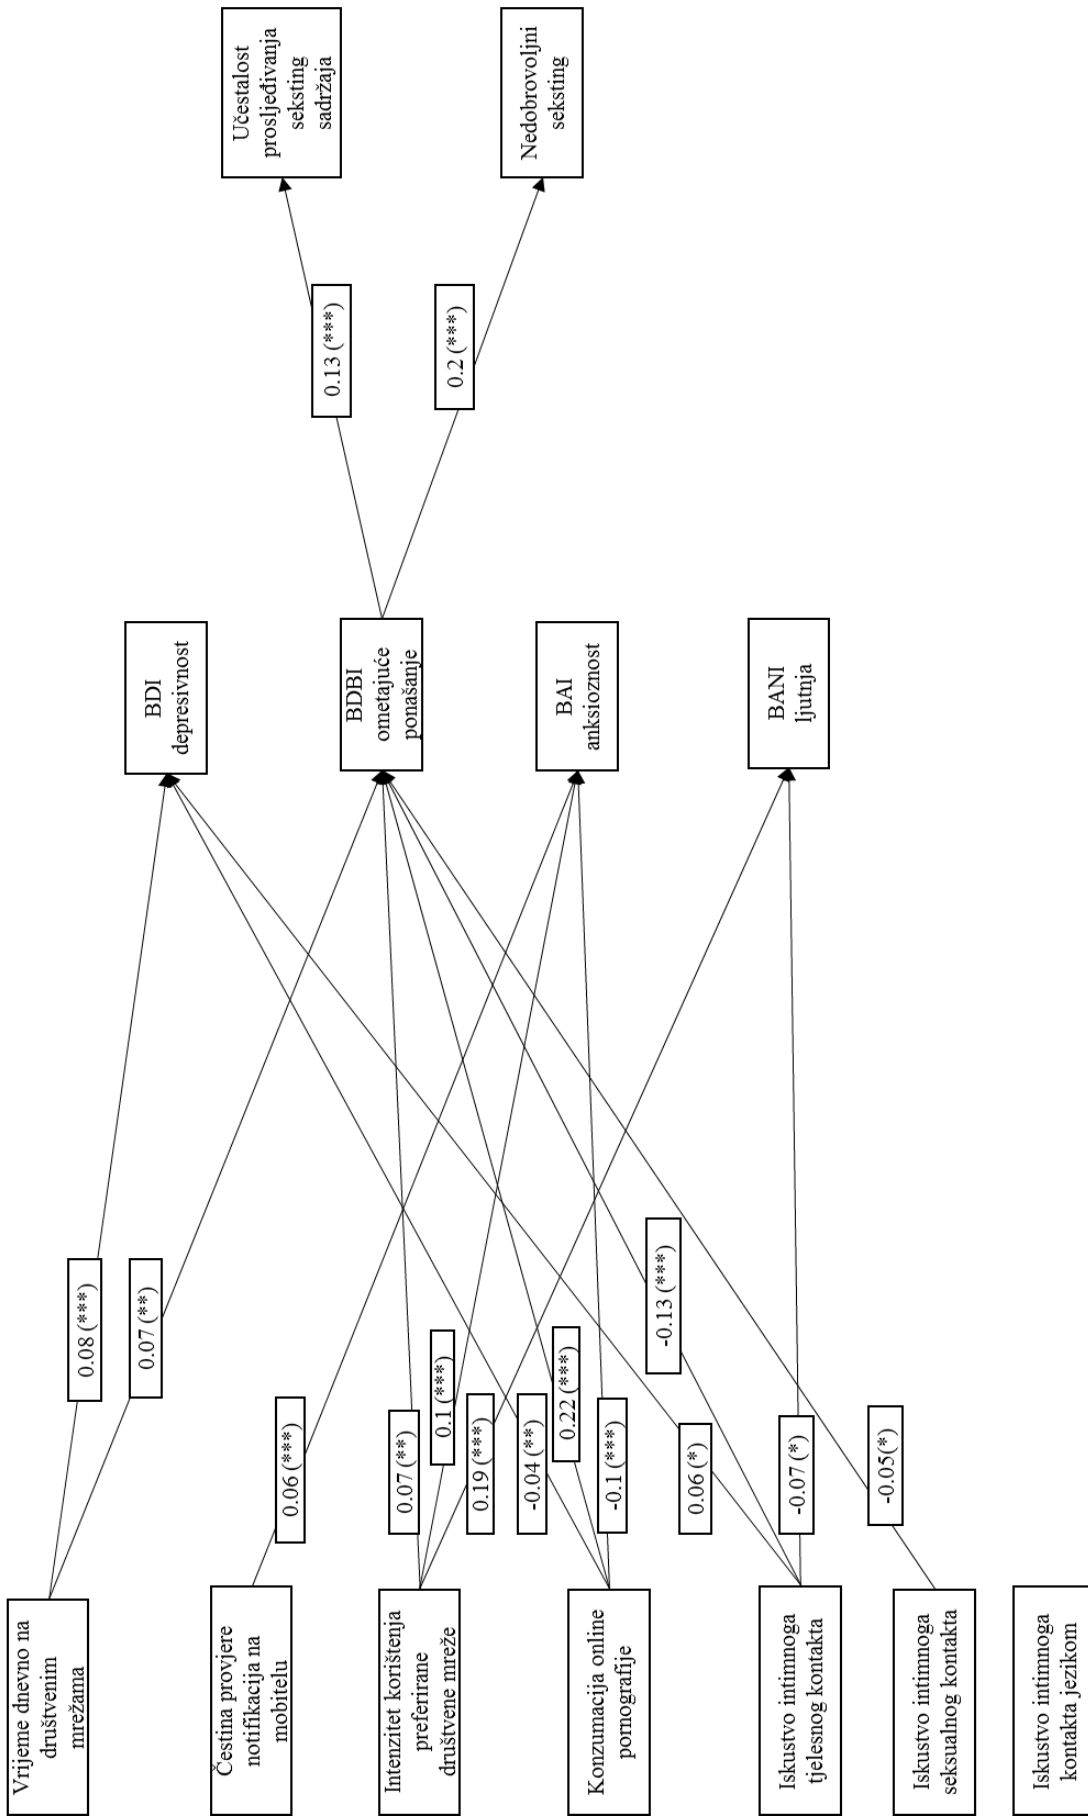 Vrijeme dnevno na
društvenim
mrežama
Čestina provjere
notifikacija na
mobitelu
Intenzitet korištenja
preferirane
društvene mreže
Konzumacija online
pornografije
Iskustvo intimnoga
tjelesnog kontakta
Iskustvo intimnoga
seksualnog kontakta
Iskustvo intimnoga
kontakta jezikom
0.08 (***)
0.07 (**)
0.06 (***)
0.07 (**)
0.1 (***)
0.19 (***)
-0.04 (**)
0.22 (***)
-0.1 (***)
0.06 (*)
-0.13 (***)
-0.07 (*)
-0.05(*)
BDI
depresivnost
BDBI
ometajuće
ponašanje
BAI
anksioznost
BANI
ljutnja
0.13 (***)
0.2 (***)
Učestalost
prosljeđivanja
seksting
sadržaja
Nedobrovoljni
seksting